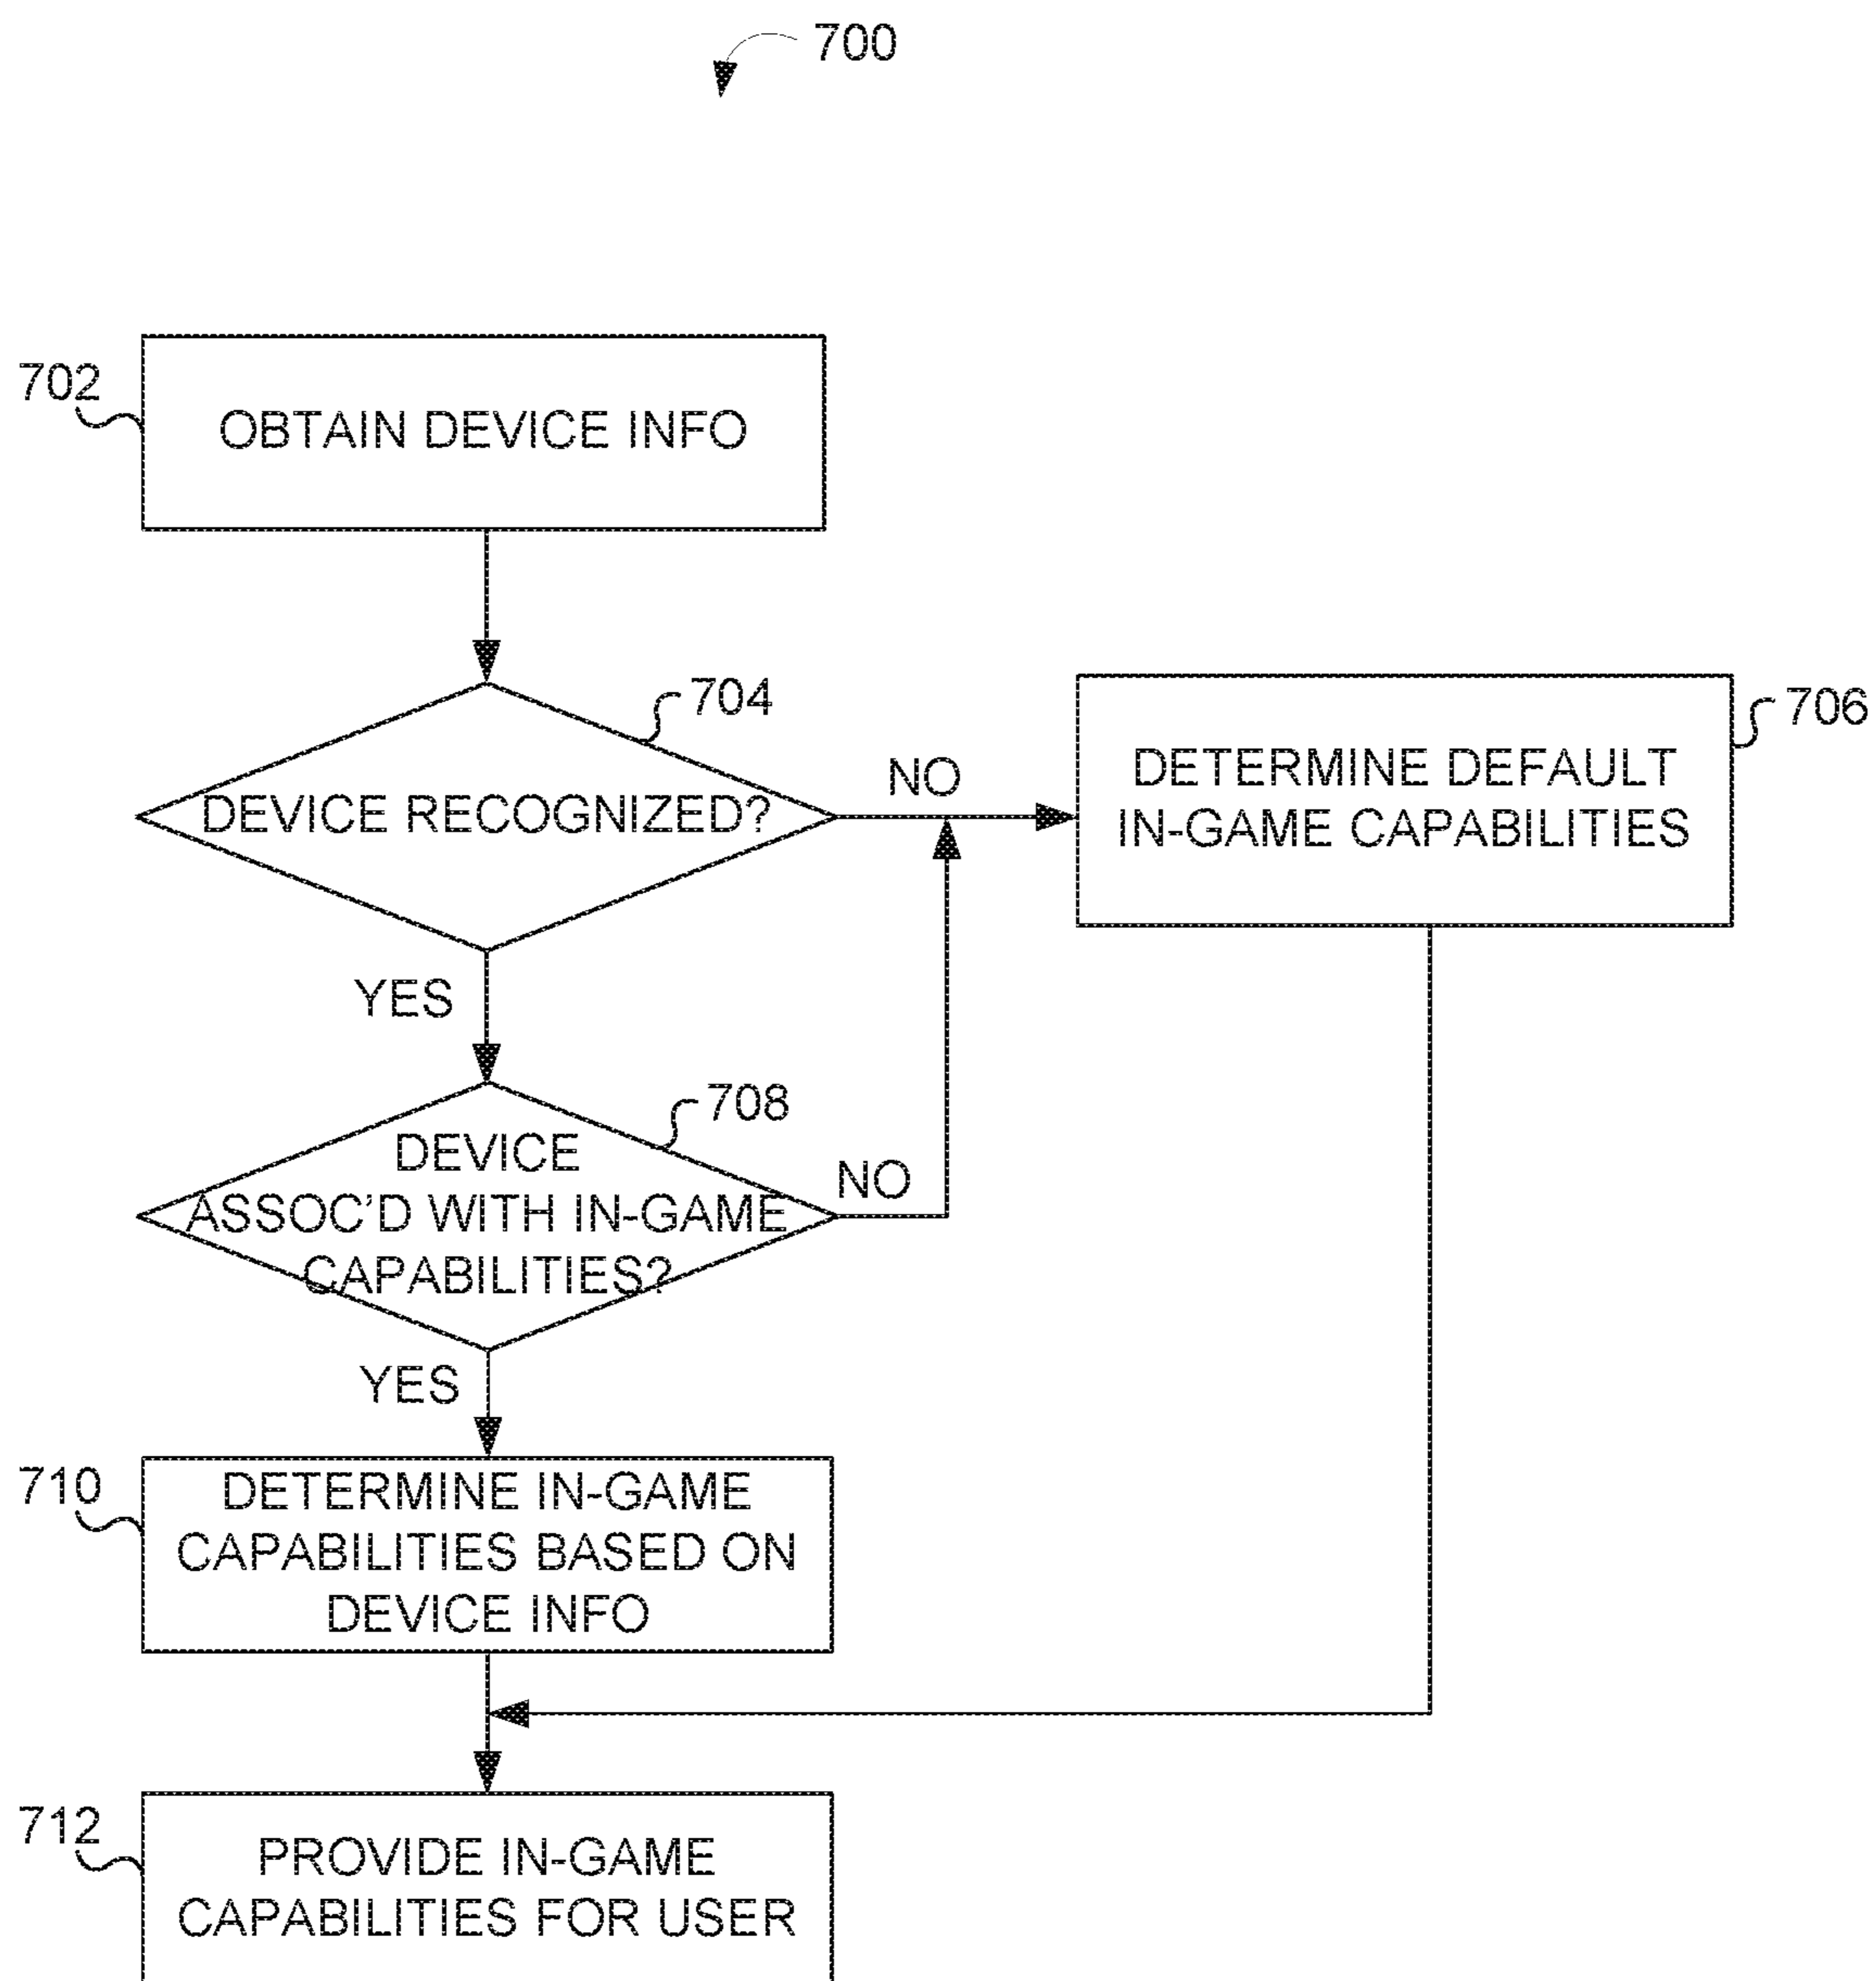 700
702
OBTAIN DEVICE INFO
704
DEVICE RECOGNIZED?
NO
706
DETERMINE DEFAULT
IN-GAME CAPABILITIES
YES
708
DEVICE
ASSOC'D WITH IN-GAME
CAPABILITIES?
NO
YES
710
DETERMINE IN-GAME
CAPABILITIES BASED ON
DEVICE INFO
712
PROVIDE IN-GAME
CAPABILITIES FOR USER